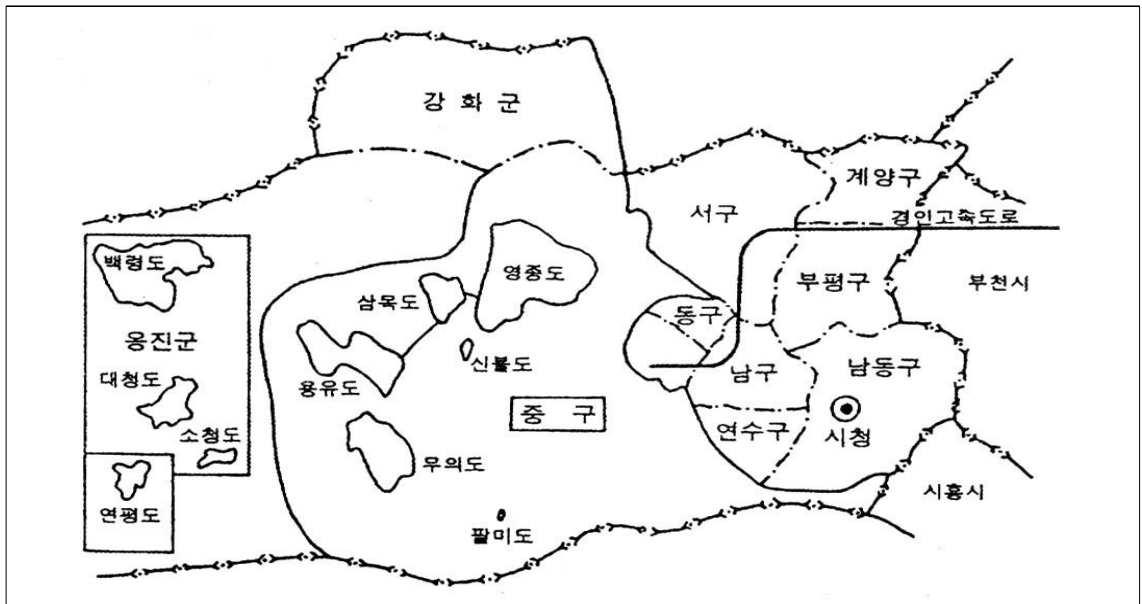 강화군
계양구
서구
경인고속도로
백령도
영종도
부평구
부천시
삼목도
동구
옹진군
신불도
남구
남동구
대청도
용유도
중구
연수구
시청
소청도
무의도
시흥시
연평도
팔미도